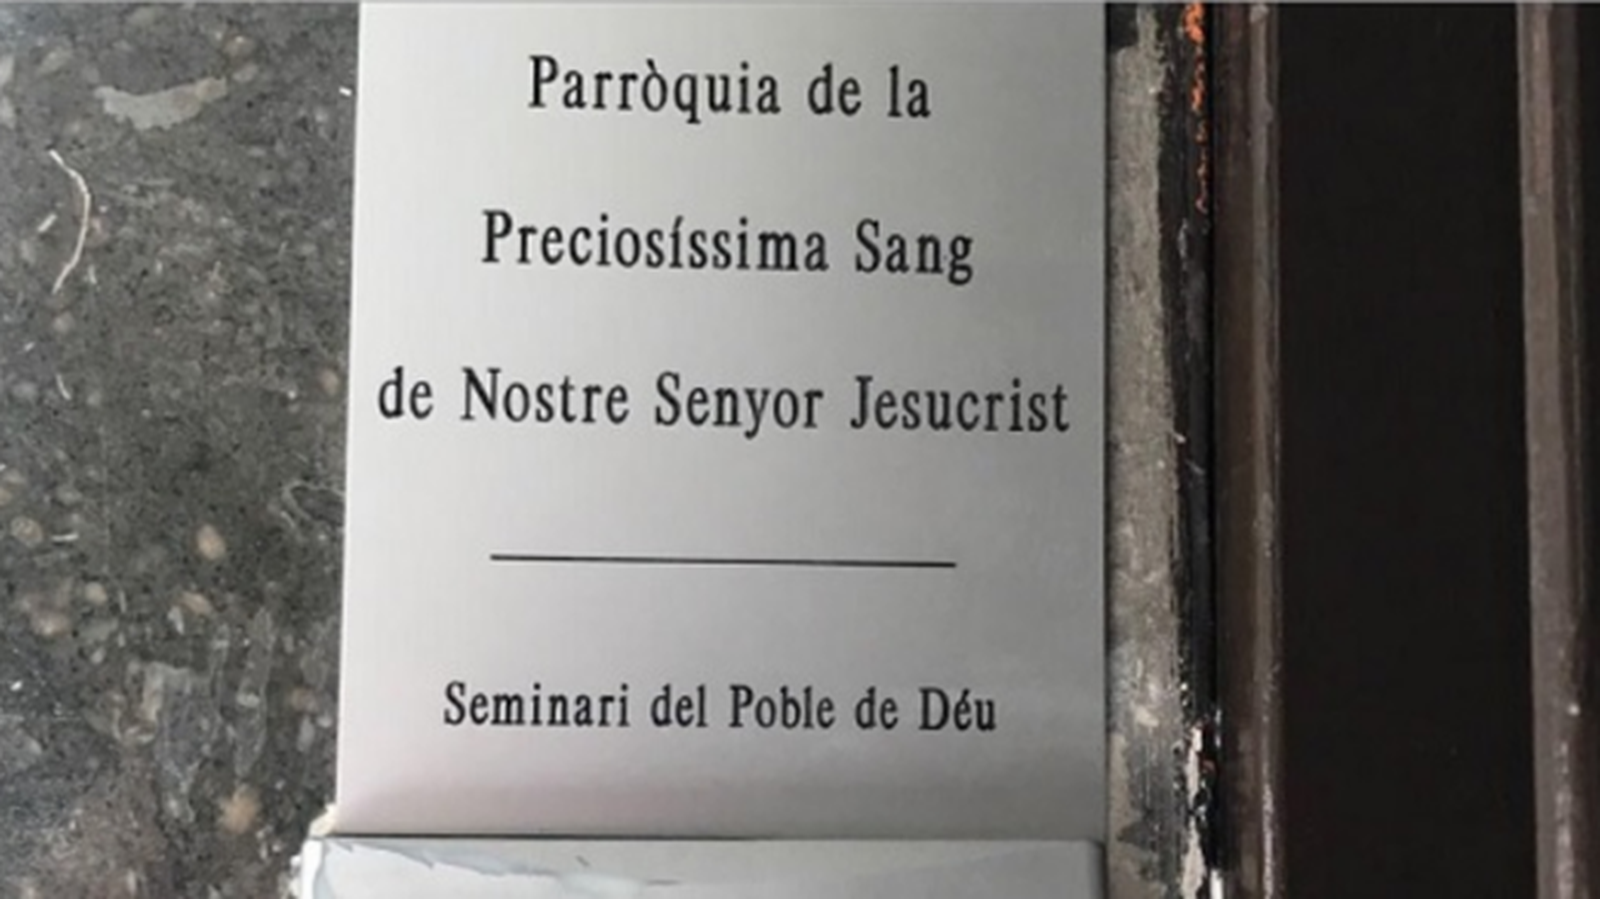 Parròquia de la
Preciosíssima Sang
de Nostre Senyor Jesucrist
Seminari del Poble de Déu